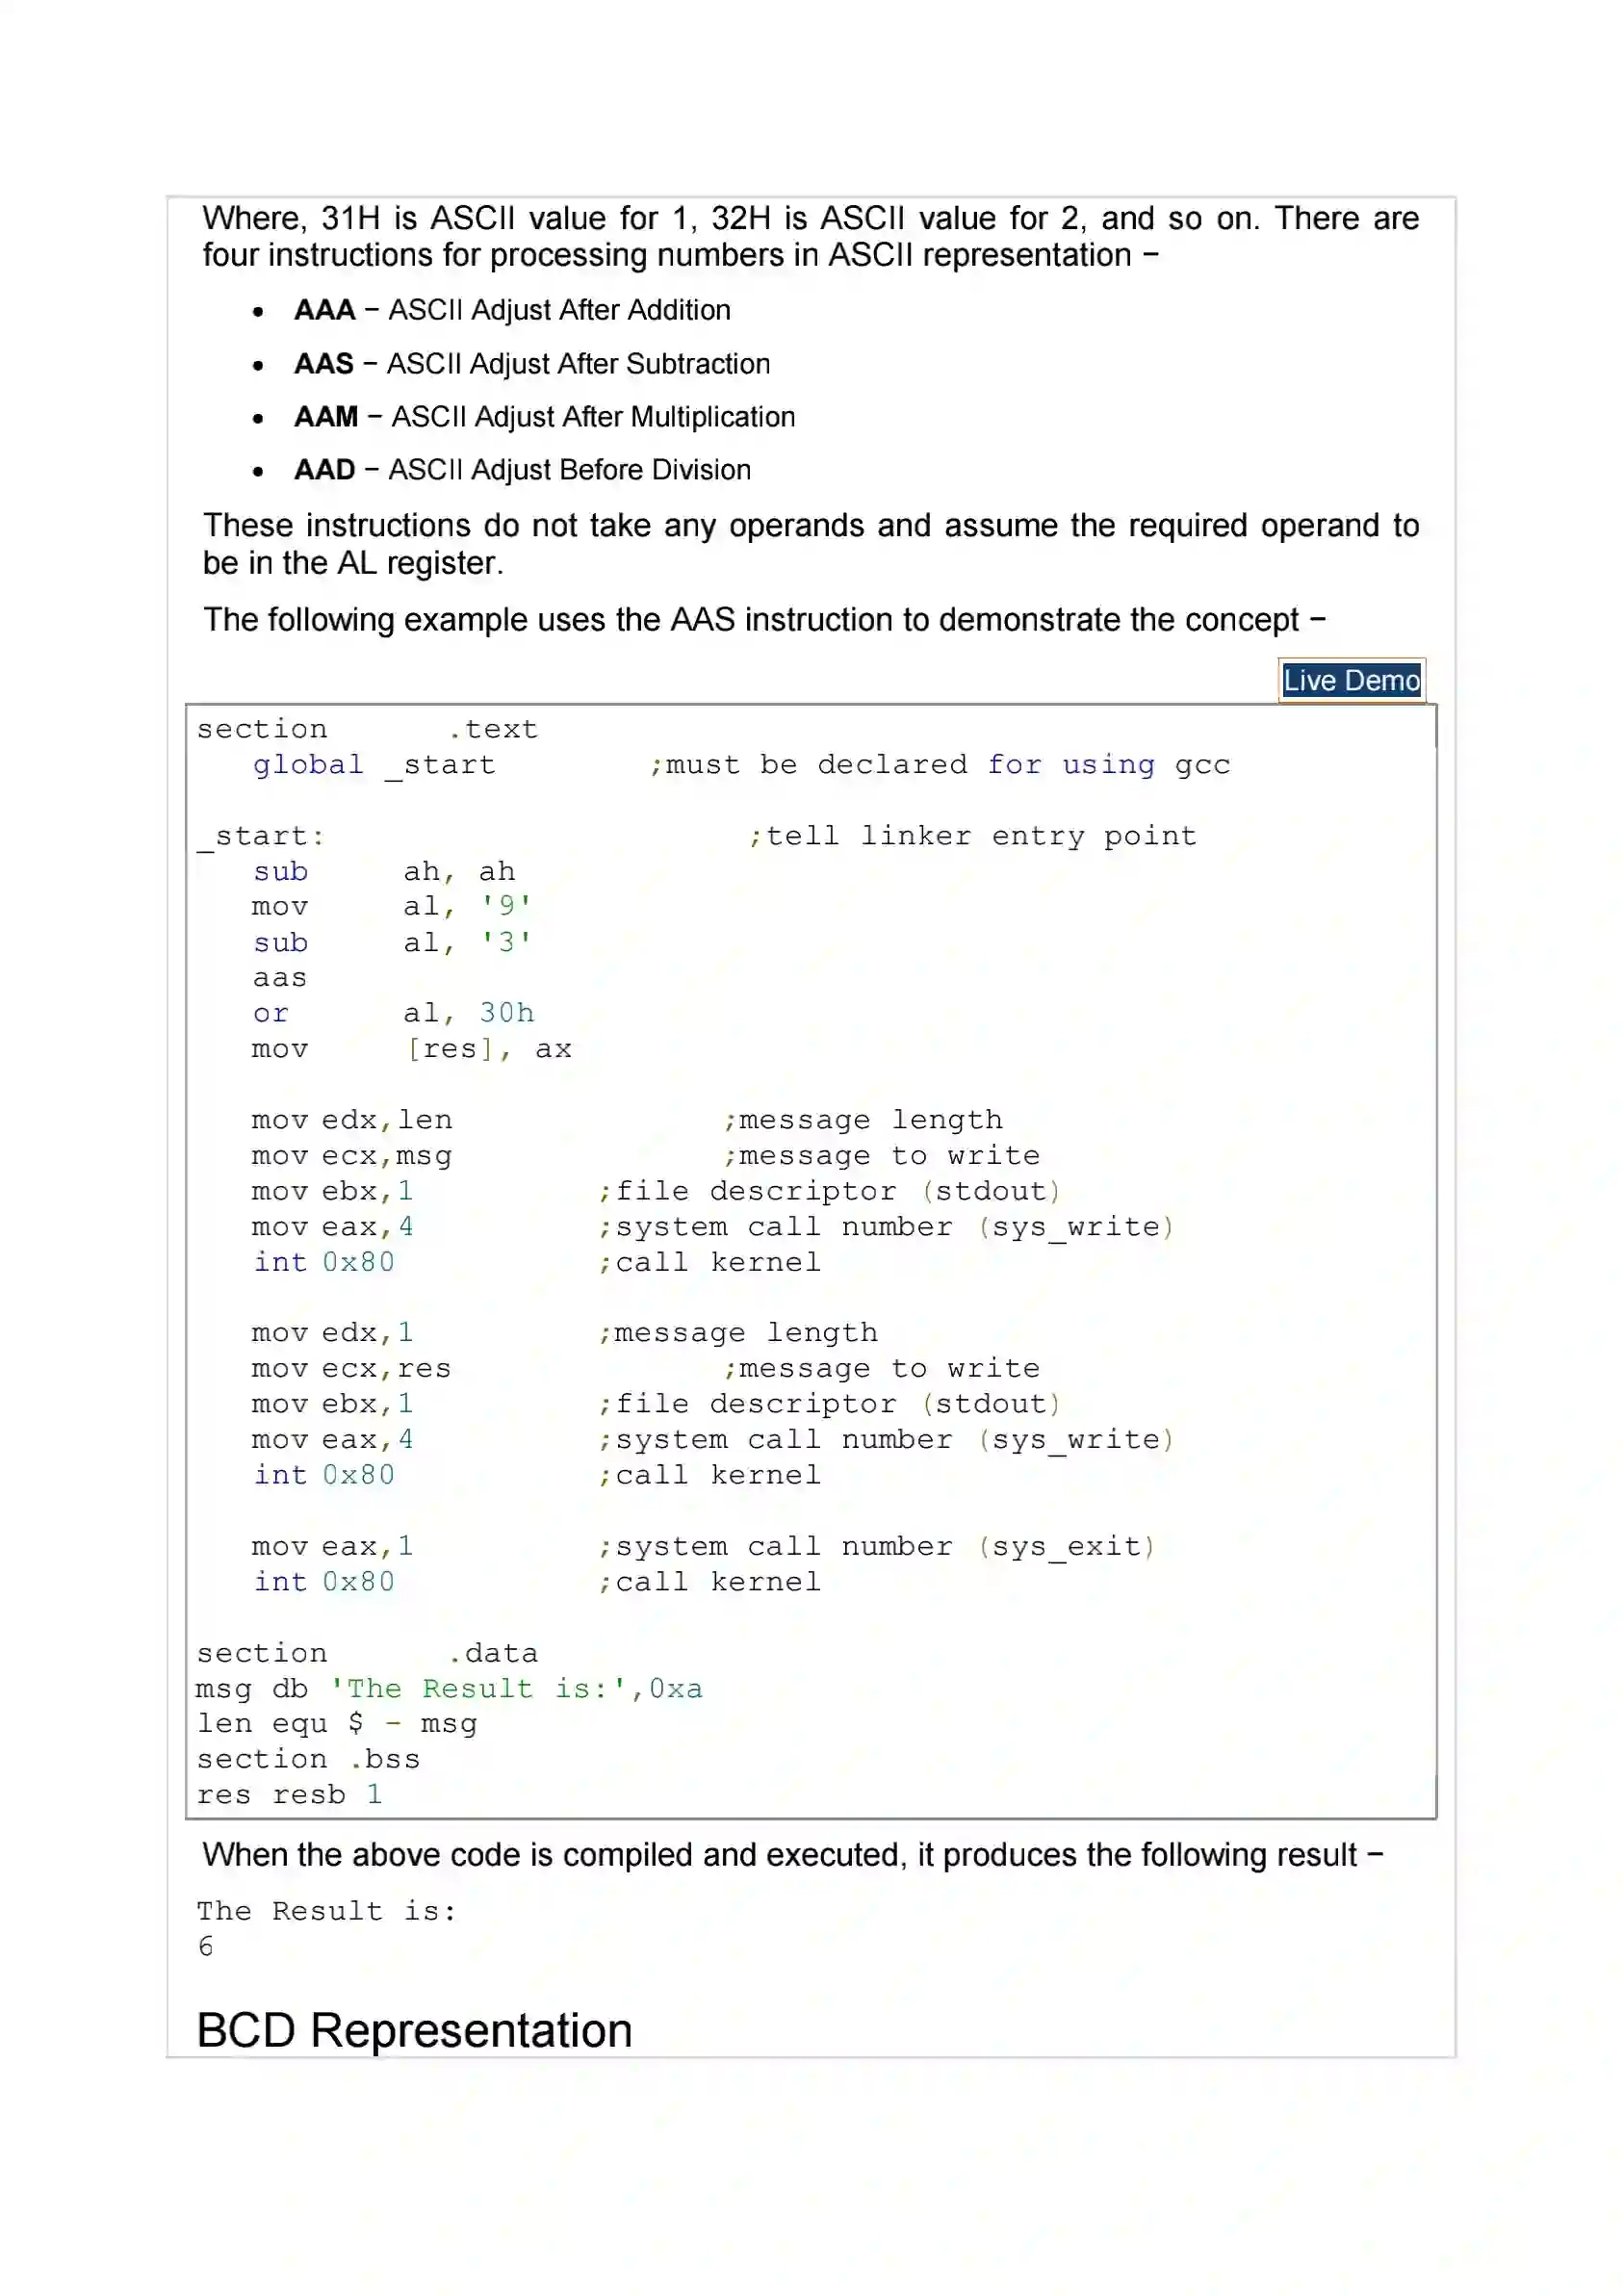 Where, 31H is ASCII value for 1, 32H is ASCII value for 2, and so on. There are
four instructions for processing numbers in ASCII representation −
• AAA − ASCII Adjust After Addition
• AAS − ASCII Adjust After Subtraction
• AAM − ASCII Adjust After Multiplication
• AAD − ASCII Adjust Before Division
These instructions do not take any operands and assume the required operand to
be in the AL register.
The following example uses the AAS instruction to demonstrate the concept −
Live Demo
section .text
global _start ;must be declared for using gcc
_start: ;tell linker entry point
sub ah, ah
mov al, '9'
sub al, '3'
aas
or al, 30h
mov [res], ax
mov edx,len ;message length
mov ecx,msg ;message to write
mov ebx,1 ;file descriptor (stdout)
mov eax,4 ;system call number (sys_write)
int 0x80 ;call kernel
mov edx,1 ;message length
mov ecx,res ;message to write
mov ebx,1 ;file descriptor (stdout)
mov eax,4 ;system call number (sys_write)
int 0x80 ;call kernel
mov eax,1 ;system call number (sys_exit)
int 0x80 ;call kernel
section .data
msg db 'The Result is:',0xa
len equ $ - msg
section .bss
res resb 1
When the above code is compiled and executed, it produces the following result −
The Result is:
6
BCD Representation